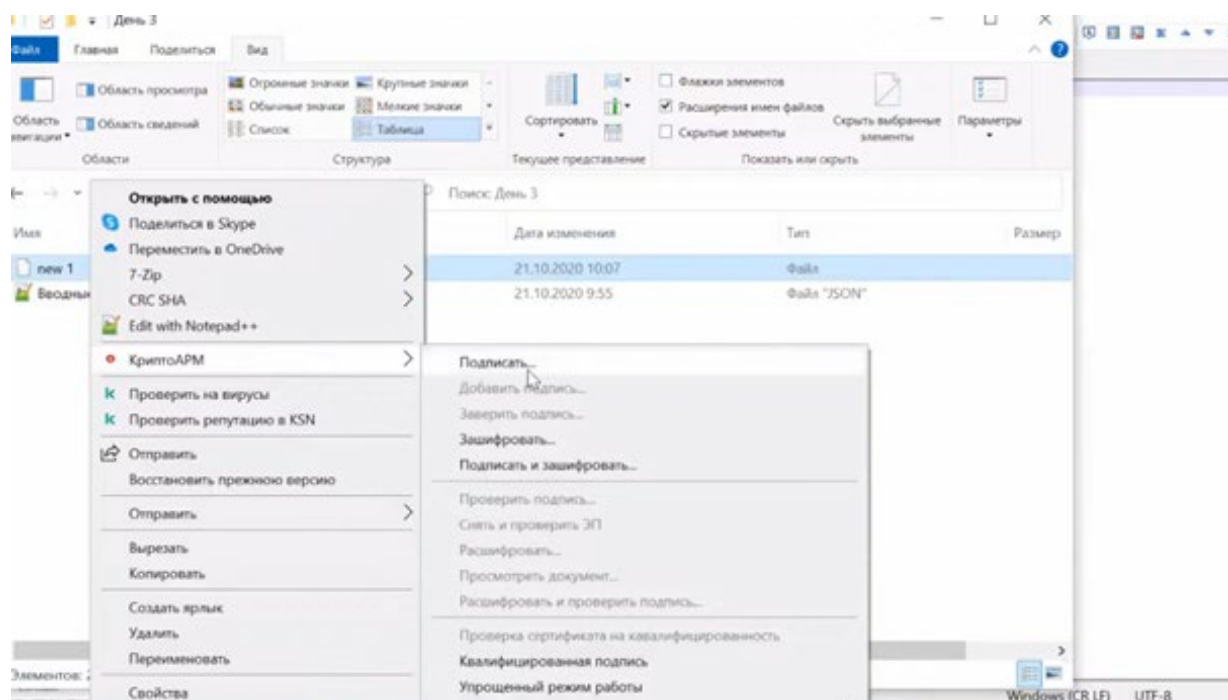 День 3
Файл Главная Поделиться Вид
Область просмотра
Огромные значки Крупные значки
Флажки элементов
Область
навигации
Область сведений
Обычные значки Мелкие значки
Список Таблица
Сортировать
Расширения имен файлов
Скрытые элементы
Скрыть выбранные
элементы
Параметры
Области Структура Текущее представление Показать или скрыть
Поиск: День 3
Имя Дата изменения Тип Размер
new 1 21.10.2020 10:07 Файл
Вводны 21.10.2020 9:55 Файл "JSON"
Открыть с помощью
Поделиться в Skype
Переместить в OneDrive
7-Zip
CRC SHA
Edit with Notepad++
КриптоАРМ
Проверить на вирусы
Проверить репутацию в KSN
Отправить
Восстановить прежнюю версию
Отправить
Вырезать
Копировать
Создать ярлык
Удалить
Переименовать
Свойства
Подписать...
Добавить подпись...
Заверить подпись...
Зашифровать...
Подписать и зашифровать...
Проверить подпись...
Снять и проверить ЭП
Расшифровать...
Просмотреть документ...
Расшифровать и проверить подпись...
Проверка сертификата на квалифицированность
Квалифицированная подпись
Упрощенный режим работы
Элементов: 2
Windows (CR LF) UTF-8